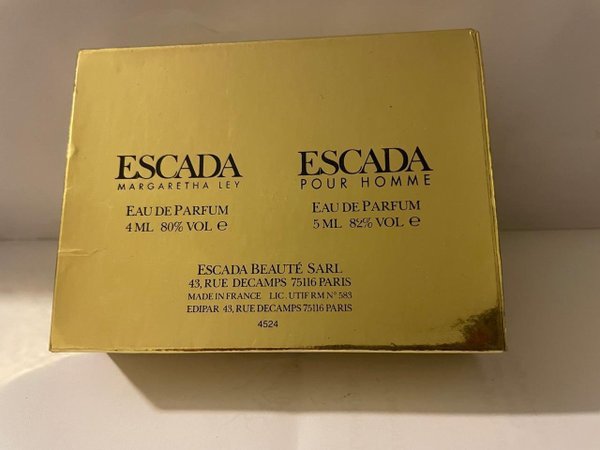 ESCADA
MARGARETHA LEY
EAU DE PARFUM
4 ML 80% VOL ℮
ESCADA
POUR HOMME
EAU DE PARFUM
5 ML 82% VOL ℮
ESCADA BEAUTÉ SARL
43, RUE DECAMPS 75116 PARIS
MADE IN FRANCE LIC. UTIF RM N° 583
EDIPAR 43, RUE DECAMPS 75116 PARIS
4524